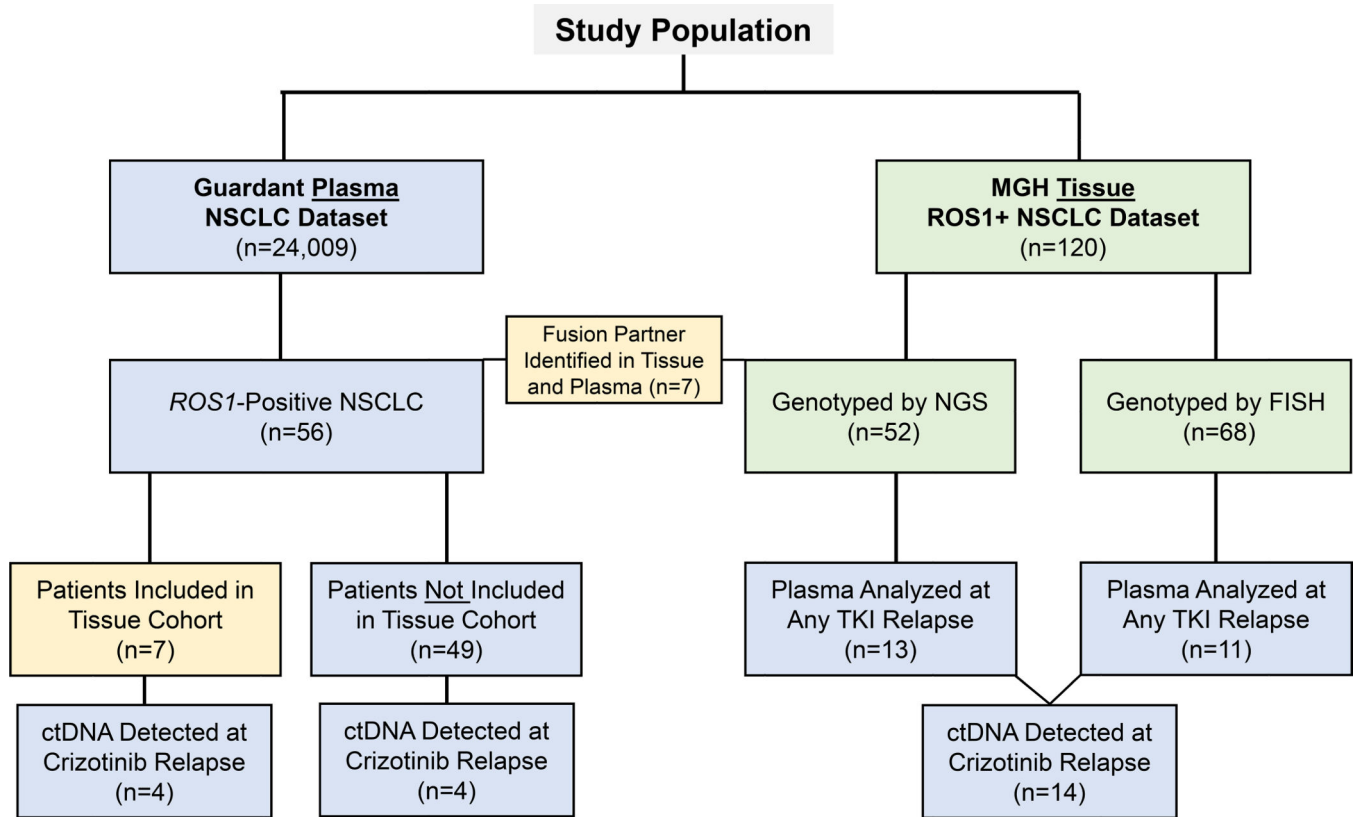 Study Population
Guardant Plasma
NSCLC Dataset
(n=24,009)
MGH Tissue
ROS1+ NSCLC Dataset
(n=120)
Fusion Partner
Identified in Tissue
and Plasma (n=7)
ROS1-Positive NSCLC
(n=56)
Genotyped by NGS
(n=52)
Genotyped by FISH
(n=68)
Patients Included in
Tissue Cohort
(n=7)
Patients Not Included
in Tissue Cohort
(n=49)
Plasma Analyzed at
Any TKI Relapse
(n=13)
Plasma Analyzed at
Any TKI Relapse
(n=11)
ctDNA Detected at
Crizotinib Relapse
(n=4)
ctDNA Detected at
Crizotinib Relapse
(n=4)
ctDNA Detected at
Crizotinib Relapse
(n=14)